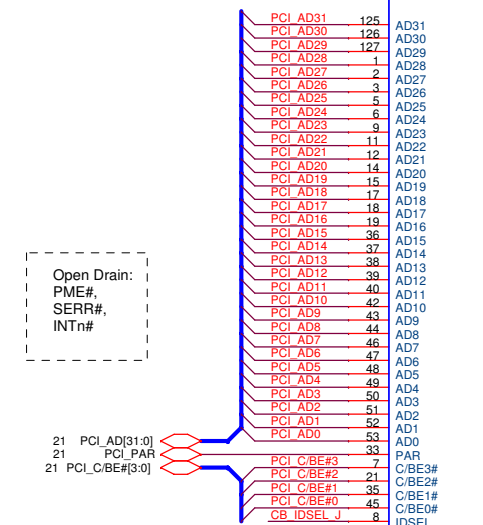 PCI_AD31 125 AD31
PCI_AD30 126 AD30
PCI_AD29 127 AD29
PCI_AD28 1 AD28
PCI_AD27 2 AD27
PCI_AD26 3 AD26
PCI_AD25 5 AD25
PCI_AD24 6 AD24
PCI_AD23 9 AD23
PCI_AD22 11 AD22
PCI_AD21 12 AD21
PCI_AD20 14 AD20
PCI_AD19 15 AD19
PCI_AD18 17 AD18
PCI_AD17 18 AD17
PCI_AD16 19 AD16
PCI_AD15 36 AD15
PCI_AD14 37 AD14
PCI_AD13 38 AD13
PCI_AD12 39 AD12
PCI_AD11 40 AD11
PCI_AD10 42 AD10
PCI_AD9 43 AD9
PCI_AD8 44 AD8
PCI_AD7 46 AD7
PCI_AD6 47 AD6
PCI_AD5 48 AD5
PCI_AD4 49 AD4
PCI_AD3 50 AD3
PCI_AD2 51 AD2
PCI_AD1 52 AD1
PCI_AD0 53 AD0
Open Drain:
PME#,
SERR#,
INTn#
21 PCI_AD[31:0]
21 PCI_PAR 33 PAR
21 PCI_C/BE#[3:0]
PCI_C/BE#3 7 C/BE3#
PCI_C/BE#2 21 C/BE2#
PCI_C/BE#1 35 C/BE1#
PCI_C/BE#0 45 C/BE0#
CB_IDSEL_J 8 IDSEL